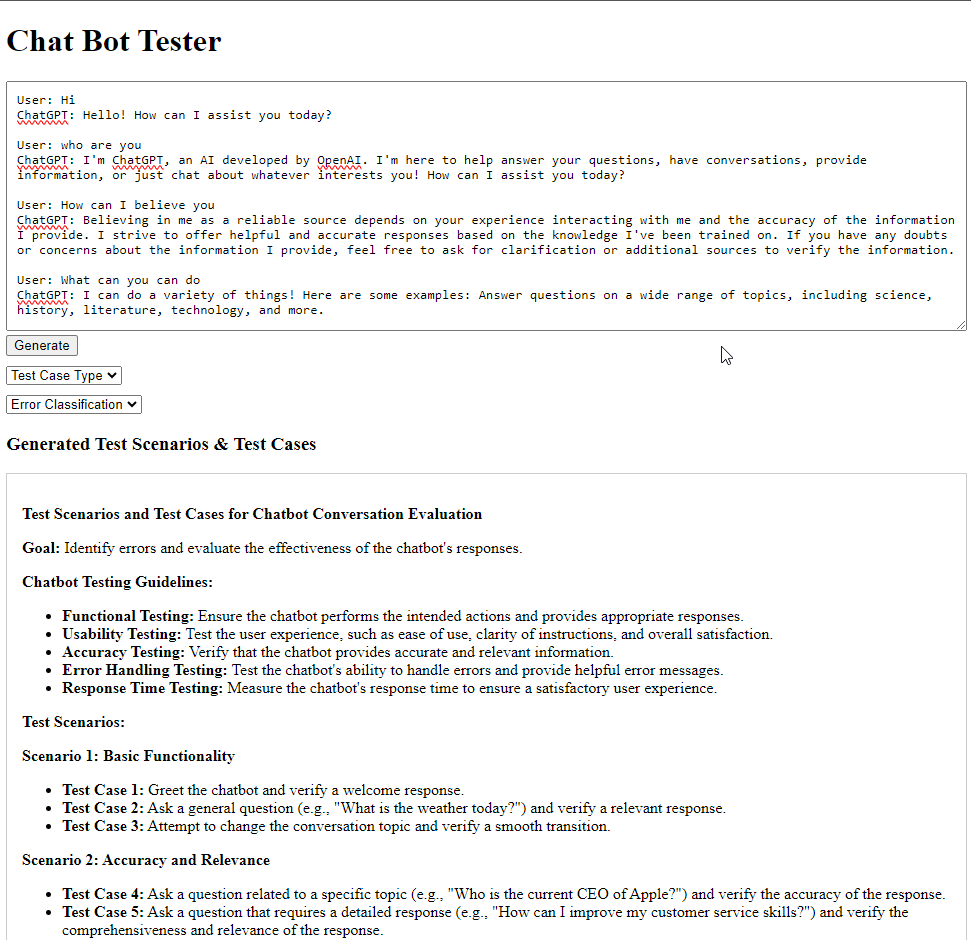 Chat Bot Tester
User: Hi
ChatGPT: Hello! How can I assist you today?
User: who are you
ChatGPT: I'm ChatGPT, an AI developed by OpenAI. I'm here to help answer your questions, have conversations, provide
information, or just chat about whatever interests you! How can I assist you today?
User: How can I believe you
ChatGPT: Believing in me as a reliable source depends on your experience interacting with me and the accuracy of the information
I provide. I strive to offer helpful and accurate responses based on the knowledge I've been trained on. If you have any doubts
or concerns about the information I provide, feel free to ask for clarification or additional sources to verify the information.
User: What can you can do
ChatGPT: I can do a variety of things! Here are some examples: Answer questions on a wide range of topics, including science,
history, literature, technology, and more.
Generate
Test Case Type
Error Classification
Generated Test Scenarios & Test Cases
Test Scenarios and Test Cases for Chatbot Conversation Evaluation
Goal: Identify errors and evaluate the effectiveness of the chatbot's responses.
Chatbot Testing Guidelines:
• Functional Testing: Ensure the chatbot performs the intended actions and provides appropriate responses.
• Usability Testing: Test the user experience, such as ease of use, clarity of instructions, and overall satisfaction.
• Accuracy Testing: Verify that the chatbot provides accurate and relevant information.
• Error Handling Testing: Test the chatbot's ability to handle errors and provide helpful error messages.
• Response Time Testing: Measure the chatbot's response time to ensure a satisfactory user experience.
Test Scenarios:
Scenario 1: Basic Functionality
• Test Case 1: Greet the chatbot and verify a welcome response.
• Test Case 2: Ask a general question (e.g., "What is the weather today?") and verify a relevant response.
• Test Case 3: Attempt to change the conversation topic and verify a smooth transition.
Scenario 2: Accuracy and Relevance
• Test Case 4: Ask a question related to a specific topic (e.g., "Who is the current CEO of Apple?") and verify the accuracy of the response.
• Test Case 5: Ask a question that requires a detailed response (e.g., "How can I improve my customer service skills?") and verify the
comprehensiveness and relevance of the response.